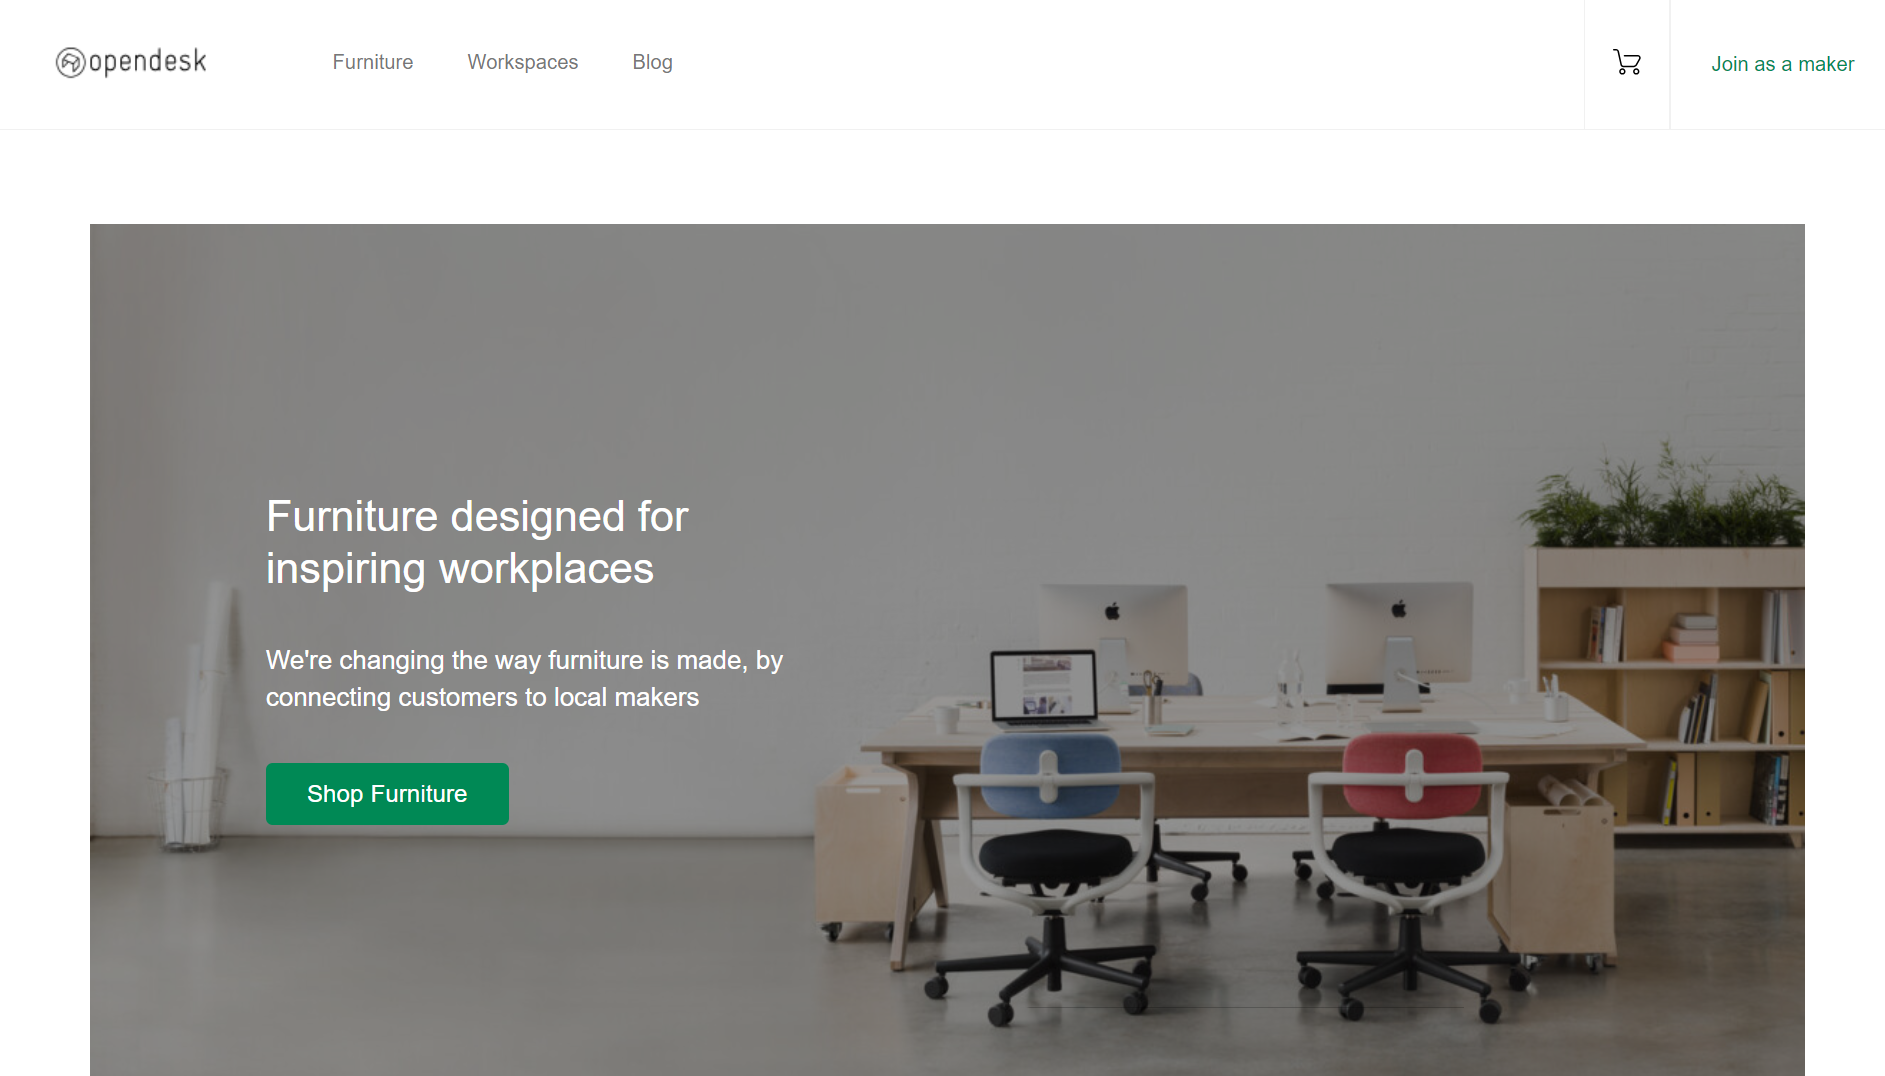 opendesk
Furniture
Workspaces
Blog
Join as a maker
Furniture designed for
inspiring workplaces
We're changing the way furniture is made, by
connecting customers to local makers
Shop Furniture